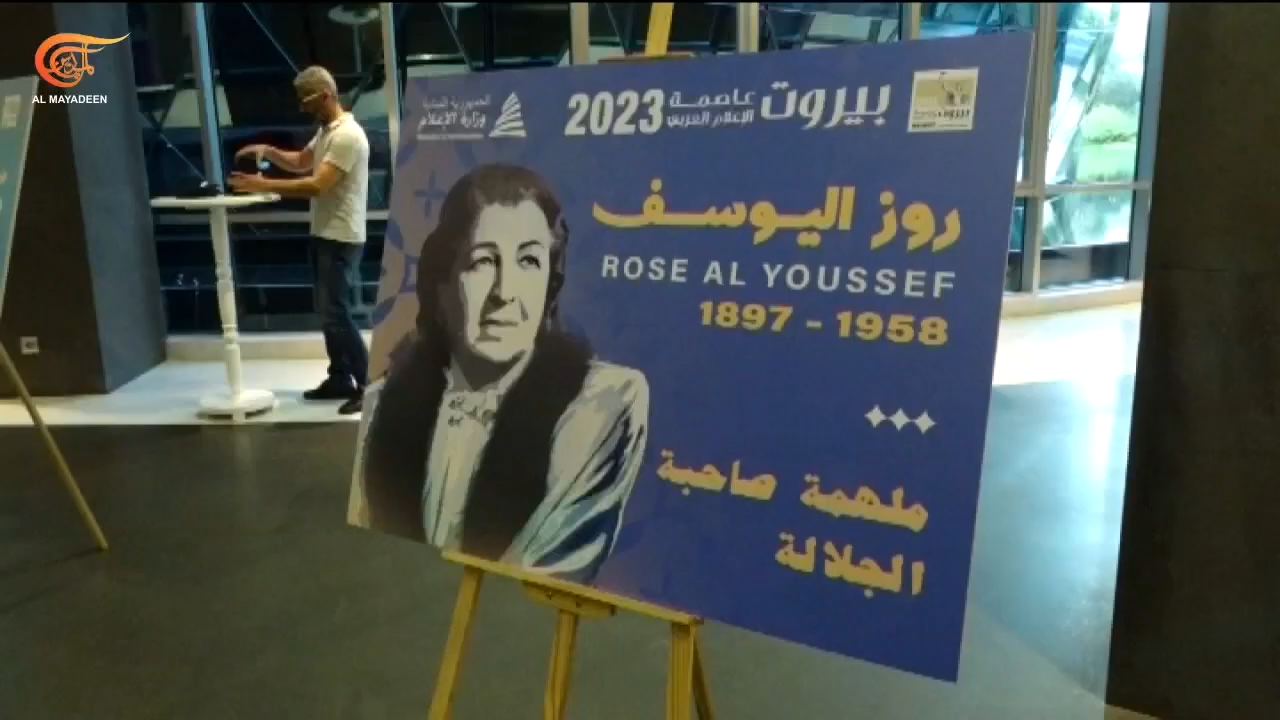 AL MAYADEEN
الجمهورية اللبنانية
وزارة الإعلام
بيروت عاصمة الإعلام العربي 2023
بيروت
روز اليوسف
ROSE AL YOUSSEF
1897 - 1958
ملهمة صاحبة
الجلالة